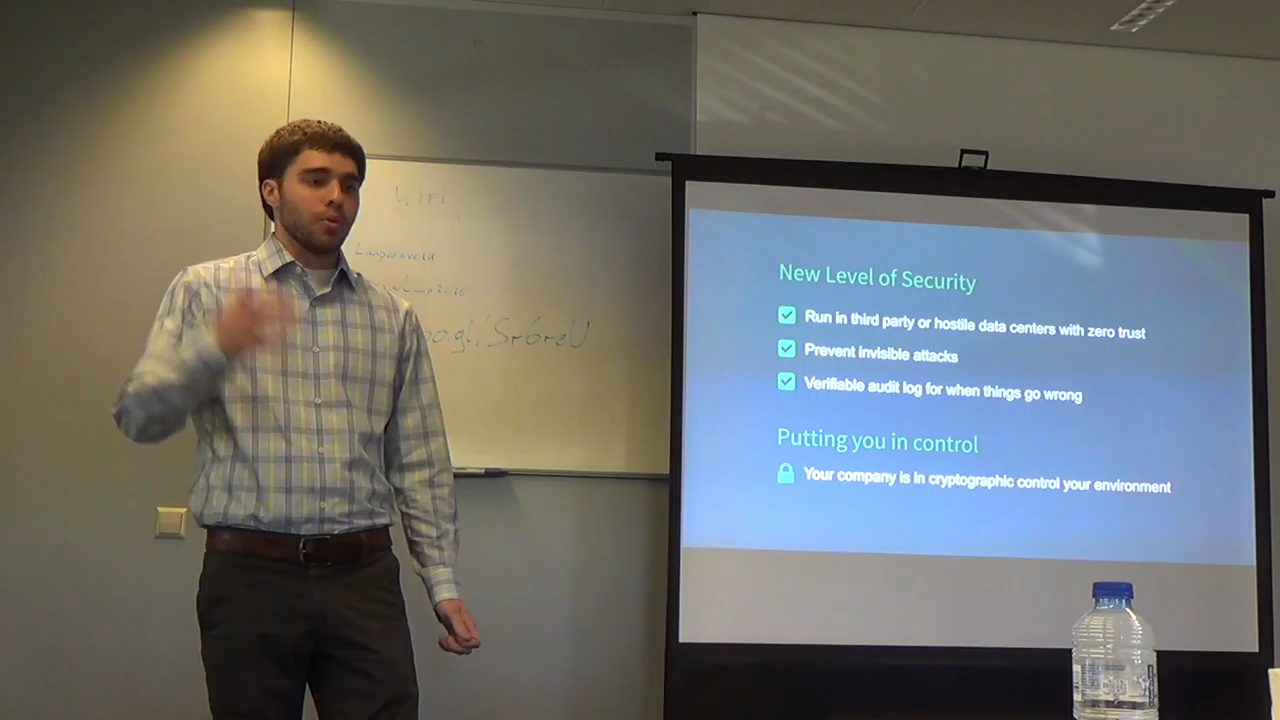 WIFI
New Level of Security
Run in third party or hostile data centers with zero trust
Prevent invisible attacks
Verifiable audit log for when things go wrong
Putting you in control
Your company is in cryptographic control your environment